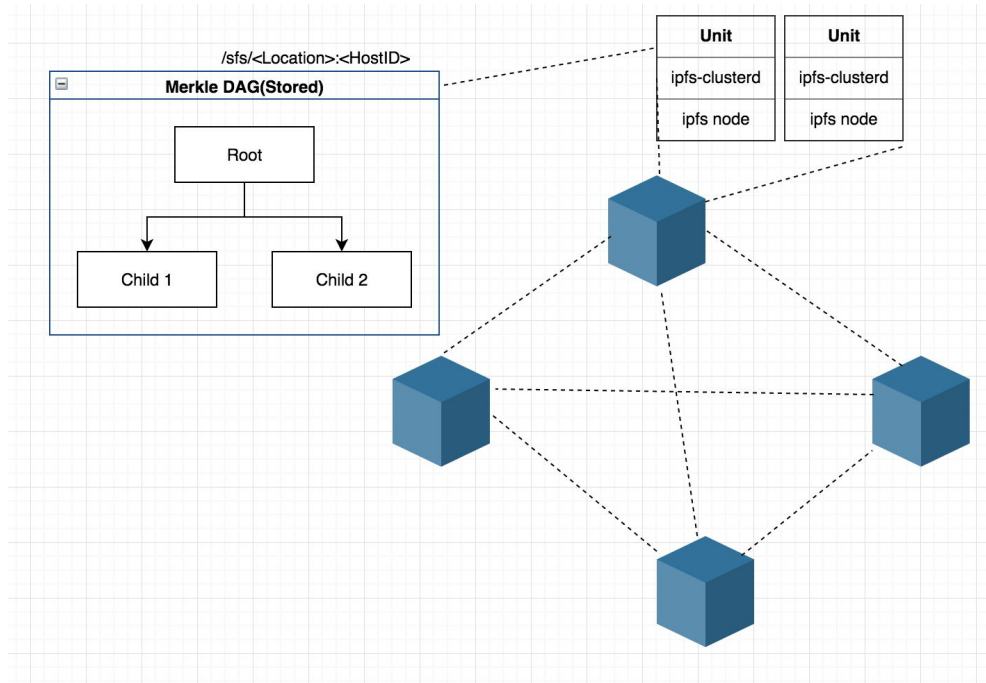 /sfs/<Location>:<HostID>
Merkle DAG(Stored)
Root
Child 1
Child 2
Unit
ipfs-clusterd
ipfs node
Unit
ipfs-clusterd
ipfs node